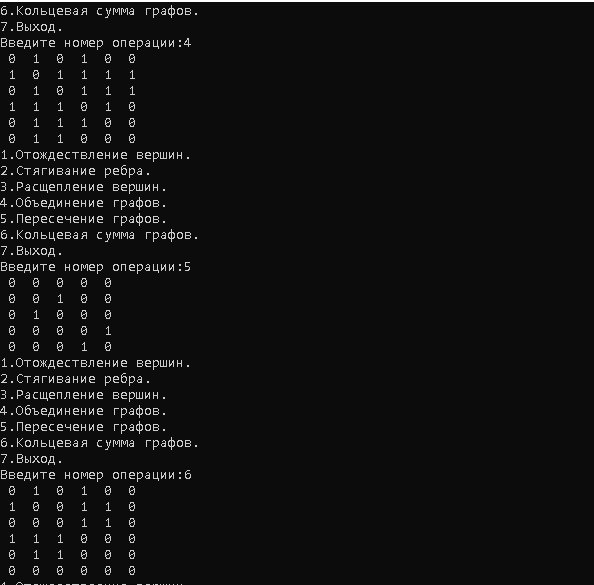 6.Кольцевая сумма графов.
7.Выход.
Введите номер операции:4
0 1 0 1 0 0
1 0 1 1 1 1
0 1 0 1 1 1
1 1 1 0 1 0
0 1 1 1 0 0
0 1 1 0 0 0
1.Отождествление вершин.
2.Стягивание ребра.
3.Расщепление вершин.
4.Объединение графов.
5.Пересечение графов.
6.Кольцевая сумма графов.
7.Выход.
Введите номер операции:5
0 0 0 0 0
0 0 1 0 0
0 1 0 0 0
0 0 0 0 1
0 0 0 1 0
1.Отождествление вершин.
2.Стягивание ребра.
3.Расщепление вершин.
4.Объединение графов.
5.Пересечение графов.
6.Кольцевая сумма графов.
7.Выход.
Введите номер операции:6
0 1 0 1 0 0
1 0 0 1 1 0
0 0 0 1 1 0
1 1 1 0 0 0
0 1 1 0 0 0
0 0 0 0 0 0